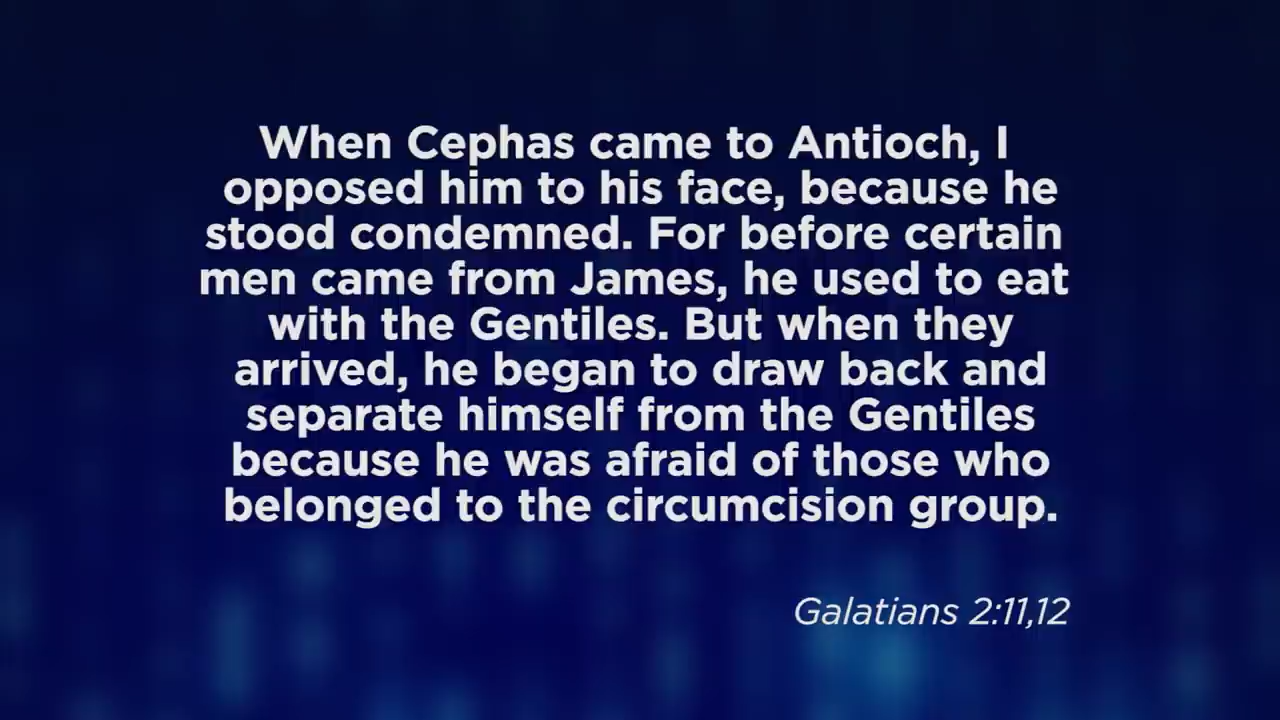 When Cephas came to Antioch, I
opposed him to his face, because he
stood condemned. For before certain
men came from James, he used to eat
with the Gentiles. But when they
arrived, he began to draw back and
separate himself from the Gentiles
because he was afraid of those who
belonged to the circumcision group.
Galatians 2:11,12